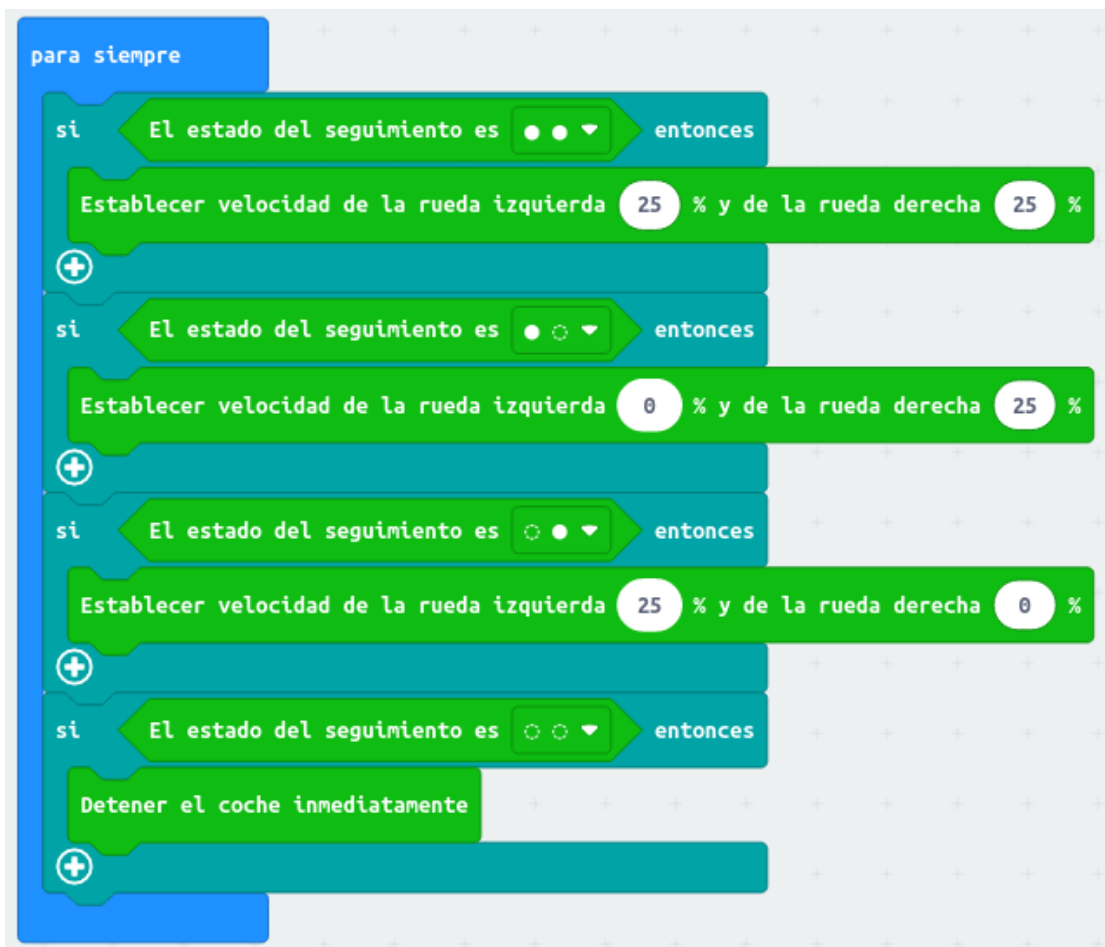 para siempre
si El estado del seguimiento es ● ● entonces
Establecer velocidad de la rueda izquierda 25 % y de la rueda derecha 25 %
si El estado del seguimiento es ● ◌ entonces
Establecer velocidad de la rueda izquierda 0 % y de la rueda derecha 25 %
si El estado del seguimiento es ◌ ● entonces
Establecer velocidad de la rueda izquierda 25 % y de la rueda derecha 0 %
si El estado del seguimiento es ◌ ◌ entonces
Detener el coche inmediatamente